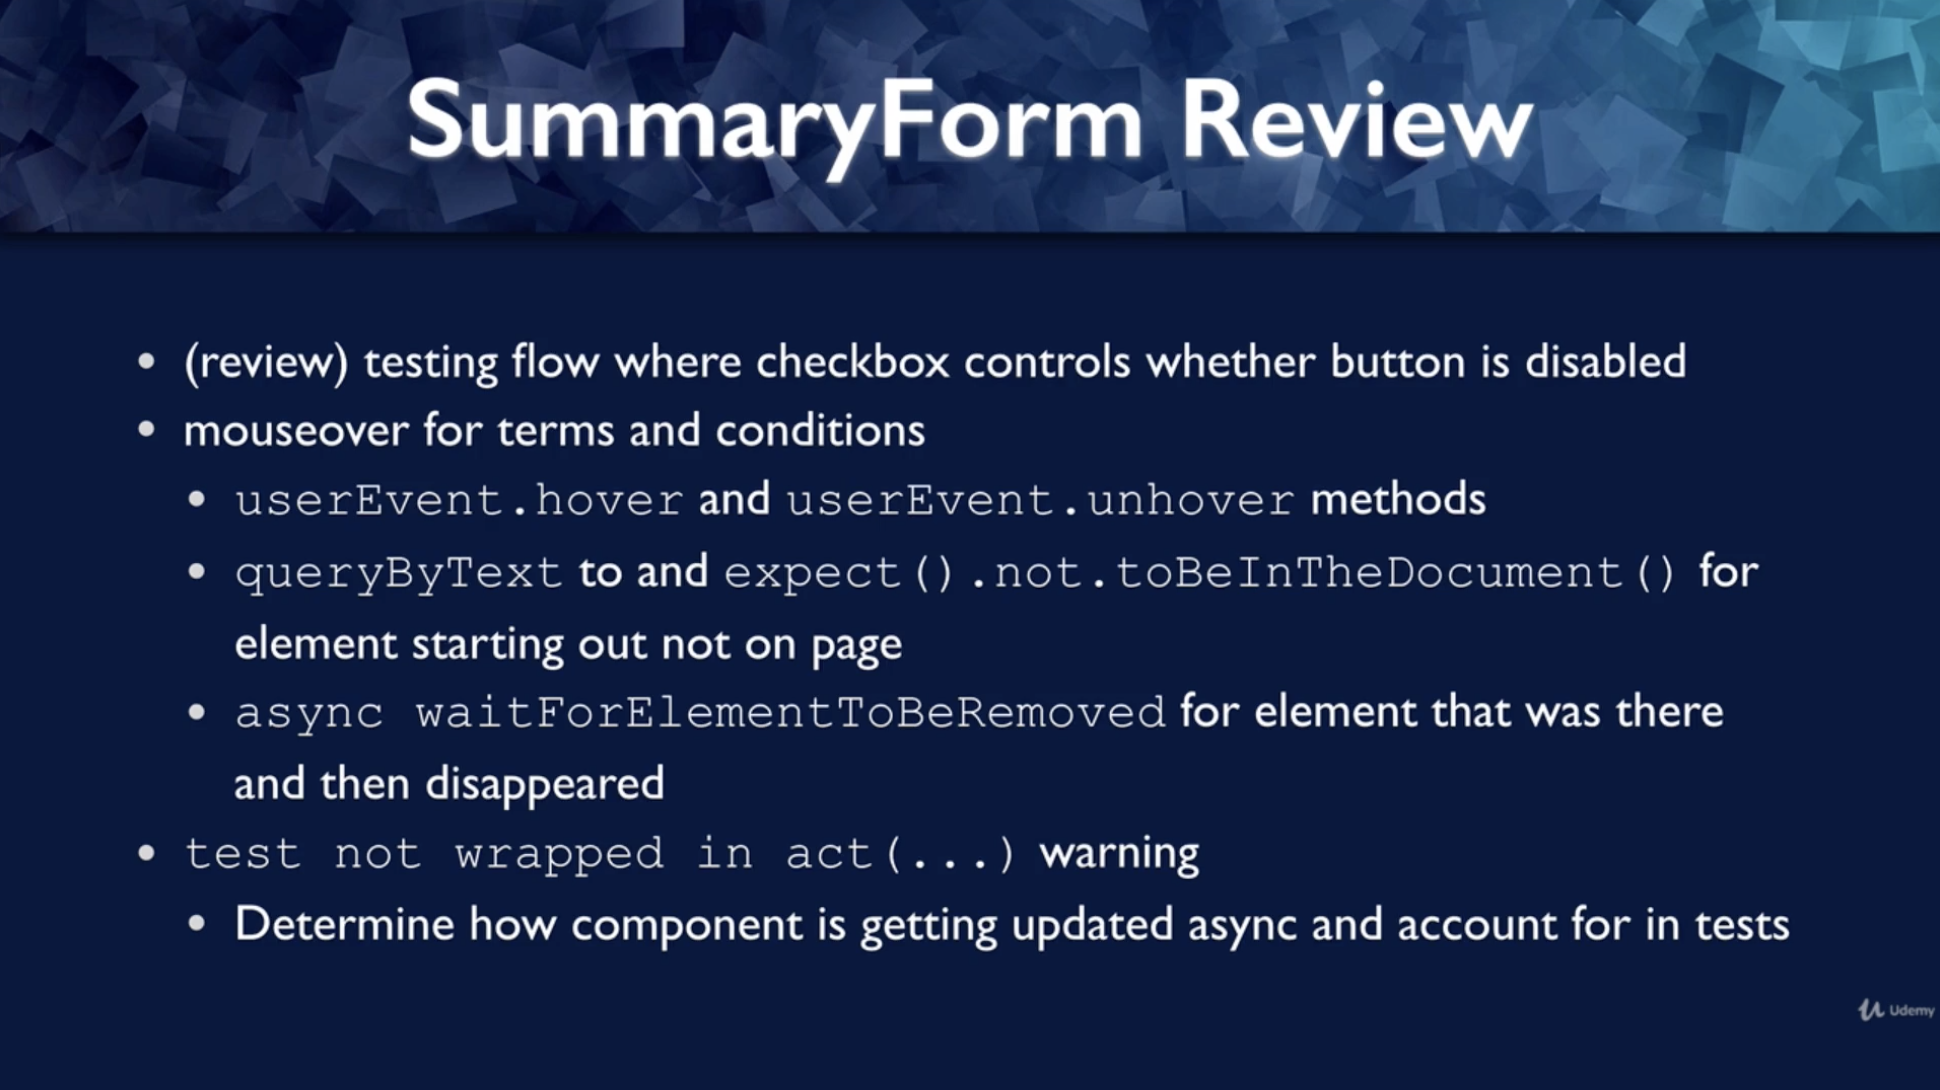 SummaryForm Review
• (review) testing flow where checkbox controls whether button is disabled
• mouseover for terms and conditions
• userEvent.hover and userEvent.unhover methods
• queryByText to and expect().not.toBeInTheDocument() for
element starting out not on page
• async waitForElementToBeRemoved for element that was there
and then disappeared
• test not wrapped in act(...) warning
• Determine how component is getting updated async and account for in tests
Udemy